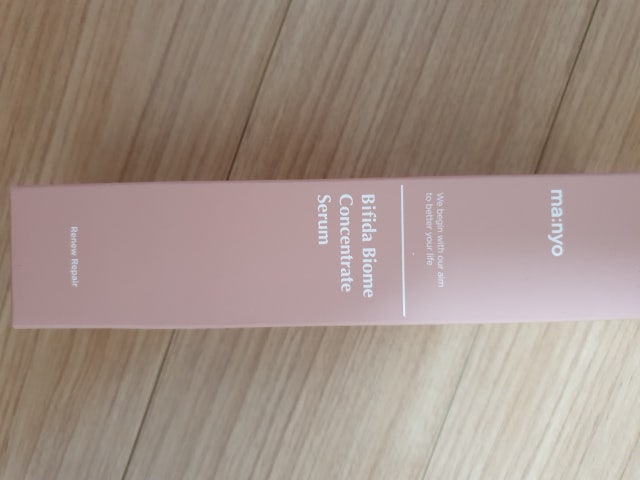 ma:nyo
We begin with our aim
to better your life
Bifida Biome
Concentrate
Serum
Renew Repair